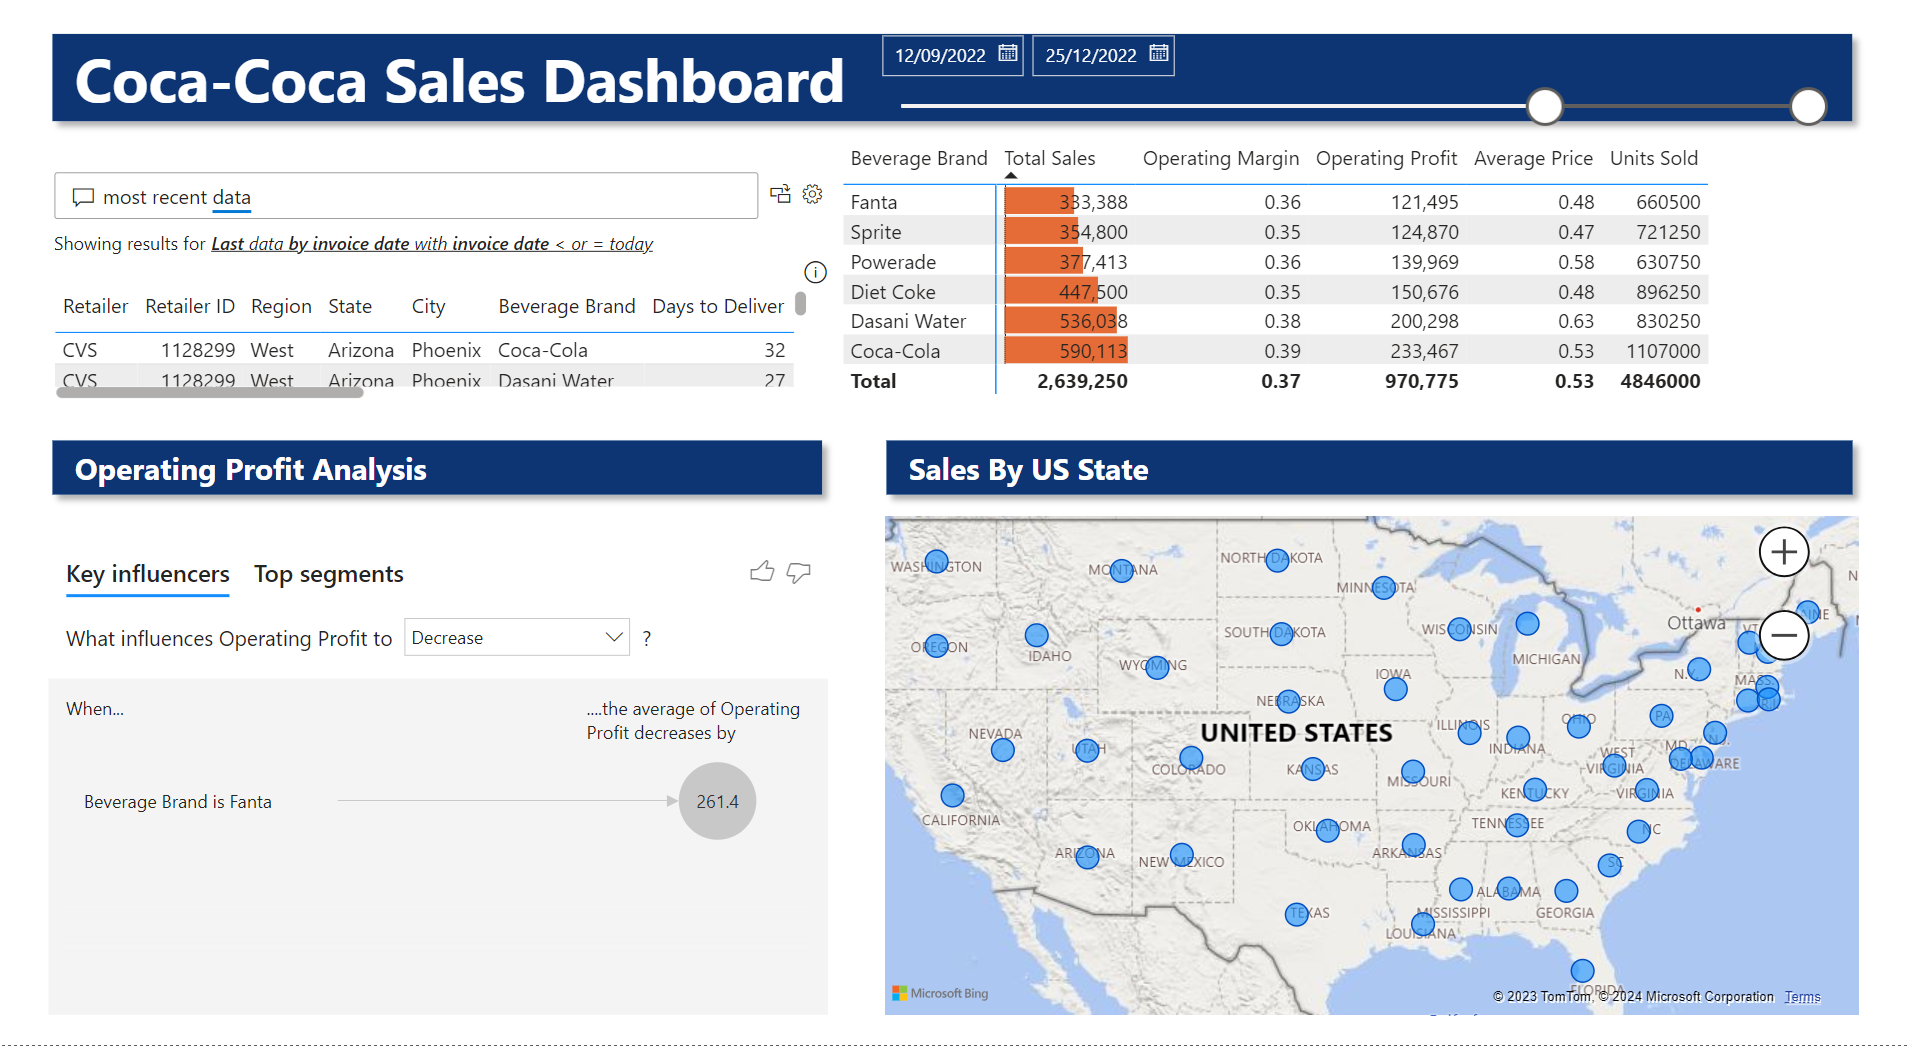 Coca-Coca Sales Dashboard
12/09/2022
25/12/2022
most recent data
Showing results for Last data by invoice date with invoice date < or = today
Retailer Retailer ID Region State City Beverage Brand Days to Deliver
CVS 1128299 West Arizona Phoenix Coca-Cola 32
CVS 1128299 West Arizona Phoenix Dasani Water 27
Beverage Brand Total Sales Operating Margin Operating Profit Average Price Units Sold
Fanta 333,388 0.36 121,495 0.48 660500
Sprite 354,800 0.35 124,870 0.47 721250
Powerade 377,413 0.36 139,969 0.58 630750
Diet Coke 447,500 0.35 150,676 0.48 896250
Dasani Water 536,038 0.38 200,298 0.63 830250
Coca-Cola 590,113 0.39 233,467 0.53 1107000
Total 2,639,250 0.37 970,775 0.53 4846000
Operating Profit Analysis
Key influencers Top segments
What influences Operating Profit to Decrease ?
When...
....the average of Operating
Profit decreases by
Beverage Brand is Fanta 261.4
Sales By US State
WASHINGTON
MONTANA
NORTH DAKOTA
MINNESOTA
OREGON
IDAHO
WYOMING
SOUTH DAKOTA
WISCONSIN
MICHIGAN
Ottawa
VT
MAINE
N
IOWA
NEBRASKA
N.Y.
MASS.
R.I.
UNITED STATES
NEVADA
UTAH
COLORADO
KANSAS
MISSOURI
ILLINOIS
INDIANA
OHIO
PA
N.J.
WEST
VIRGINIA
MD.
DELAWARE
KENTUCKY
VIRGINIA
CALIFORNIA
ARIZONA
NEW MEXICO
OKLAHOMA
ARKANSAS
TENNESSEE
NC
SC
TEXAS
LOUISIANA
MISSISSIPPI
ALABAMA
GEORGIA
FLORIDA
Microsoft Bing
© 2023 TomTom, © 2024 Microsoft Corporation Terms